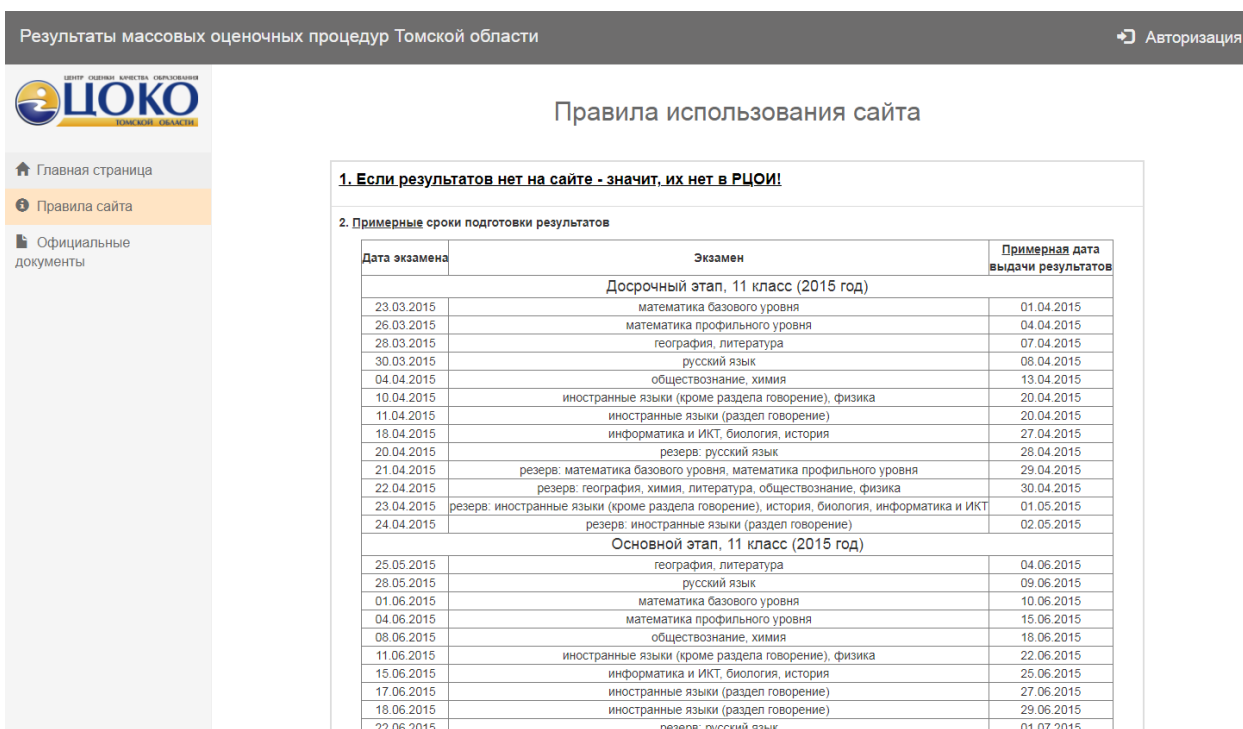 Результаты массовых оценочных процедур Томской области
Авторизация
ЦЕНТР ОЦЕНКИ КАЧЕСТВА ОБРАЗОВАНИЯ
ЦОКО
ТОМСКОЙ ОБЛАСТИ
Главная страница
Правила сайта
Официальные
документы
Правила использования сайта
1. Если результатов нет на сайте - значит, их нет в РЦОИ!
2. Примерные сроки подготовки результатов
Дата экзамена Экзамен Примерная дата
выдачи результатов
Досрочный этап, 11 класс (2015 год)
23.03.2015 математика базового уровня 01.04.2015
26.03.2015 математика профильного уровня 04.04.2015
28.03.2015 география, литература 07.04.2015
30.03.2015 русский язык 08.04.2015
04.04.2015 обществознание, химия 13.04.2015
10.04.2015 иностранные языки (кроме раздела говорение), физика 20.04.2015
11.04.2015 иностранные языки (раздел говорение) 20.04.2015
18.04.2015 информатика и ИКТ, биология, история 27.04.2015
20.04.2015 резерв: русский язык 28.04.2015
21.04.2015 резерв: математика базового уровня, математика профильного уровня 29.04.2015
22.04.2015 резерв: география, химия, литература, обществознание, физика 30.04.2015
23.04.2015 резерв: иностранные языки (кроме раздела говорение), история, биология, информатика и ИКТ 01.05.2015
24.04.2015 резерв: иностранные языки (раздел говорение) 02.05.2015
Основной этап, 11 класс (2015 год)
25.05.2015 география, литература 04.06.2015
28.05.2015 русский язык 09.06.2015
01.06.2015 математика базового уровня 10.06.2015
04.06.2015 математика профильного уровня 15.06.2015
08.06.2015 обществознание, химия 18.06.2015
11.06.2015 иностранные языки (кроме раздела говорение), физика 22.06.2015
15.06.2015 информатика и ИКТ, биология, история 25.06.2015
17.06.2015 иностранные языки (раздел говорение) 27.06.2015
18.06.2015 иностранные языки (раздел говорение) 29.06.2015
22.06.2015 резерв: русский язык 01.07.2015